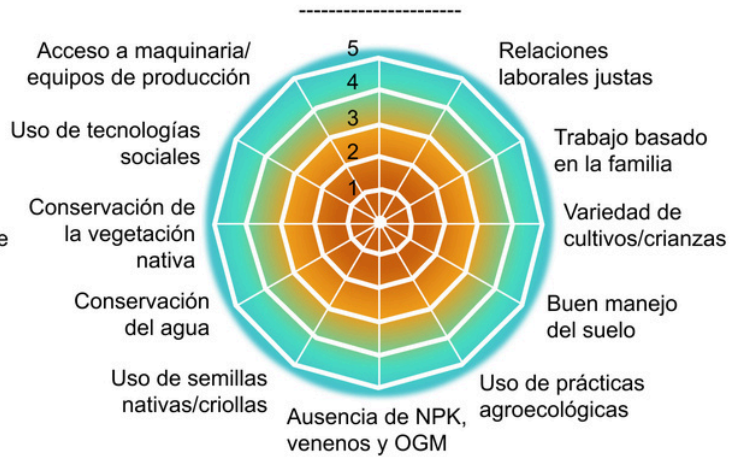 ---------------------
Acceso a maquinaria/
equipos de producción
Uso de tecnologías
sociales
Conservación de
la vegetación
nativa
e
Conservación
del agua
Uso de semillas
nativas/criollas
Ausencia de NPK,
venenos y OGM
5
4
3
2
1
Relaciones
laborales justas
Trabajo basado
en la familia
Variedad de
cultivos/crianzas
Buen manejo
del suelo
Uso de prácticas
agroecológicas